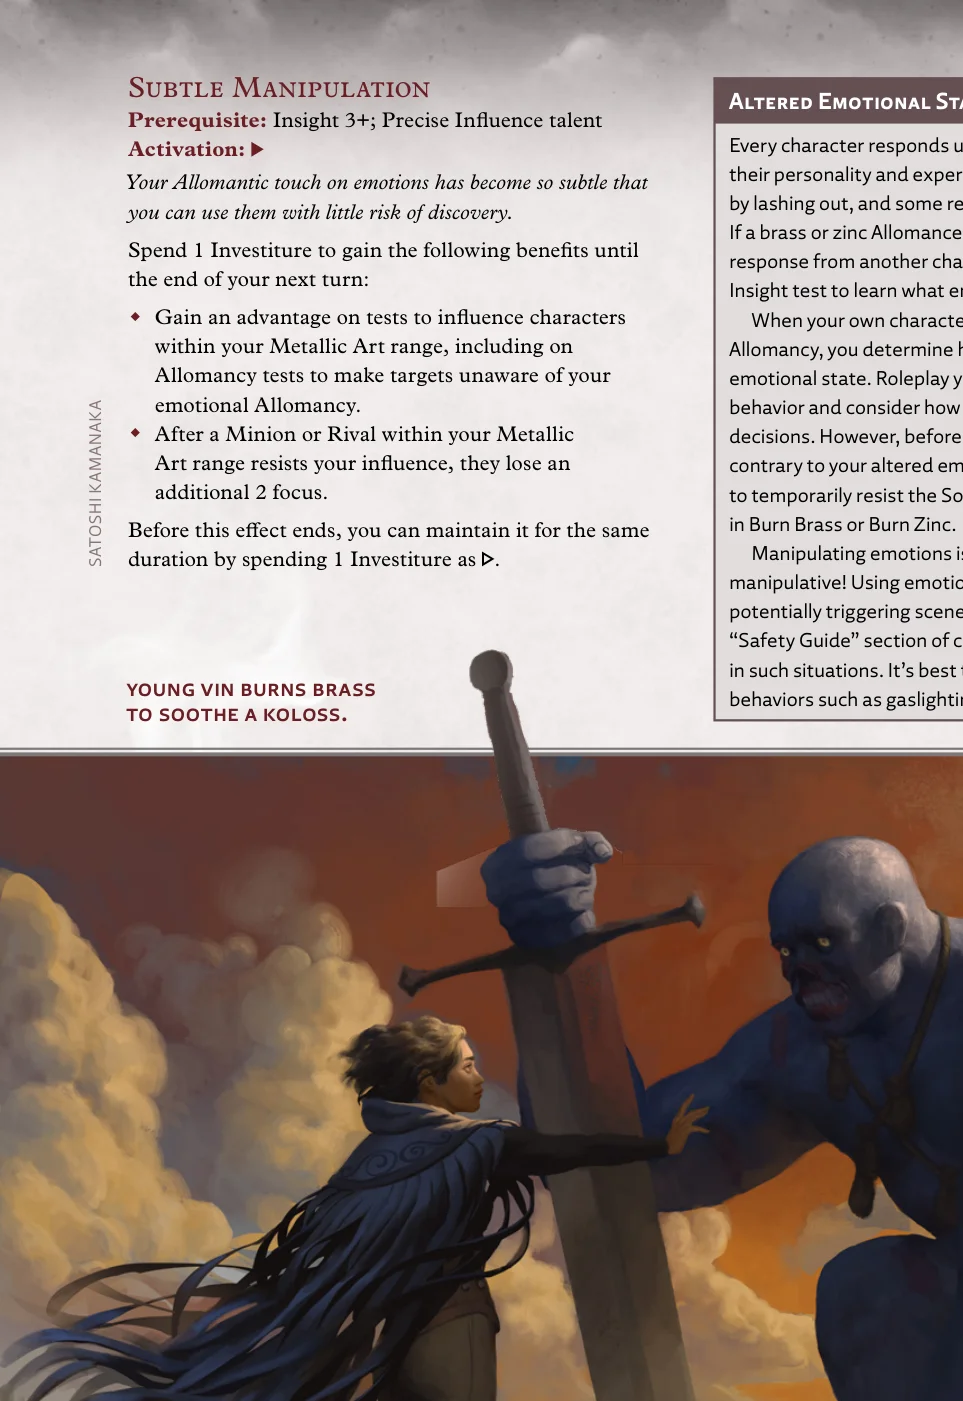 Subtle Manipulation
Prerequisite: Insight 3+; Precise Influence talent
Activation: ▶
Your Allomantic touch on emotions has become so subtle that
you can use them with little risk of discovery.
Spend 1 Investiture to gain the following benefits until
the end of your next turn:
◆ Gain an advantage on tests to influence characters
within your Metallic Art range, including on
Allomancy tests to make targets unaware of your
emotional Allomancy.
◆ After a Minion or Rival within your Metallic
Art range resists your influence, they lose an
additional 2 focus.
Before this effect ends, you can maintain it for the same
duration by spending 1 Investiture as ▷.
SATOSHI KAMANAKA
YOUNG VIN BURNS BRASS
TO SOOTHE A KOLOSS.
Altered Emotional
Every character responds
their personality and
by lashing out, and some
If a brass or zinc
response from another
Insight test to learn what
When your own
Allomancy, you determine
emotional state. Roleplay
behavior and consider how
decisions. However, before
contrary to your altered
to temporarily resist the
in Burn Brass or Burn Zinc.
Manipulating emotions
manipulative! Using
potentially triggering
“Safety Guide” section of
in such situations. It’s best
behaviors such as